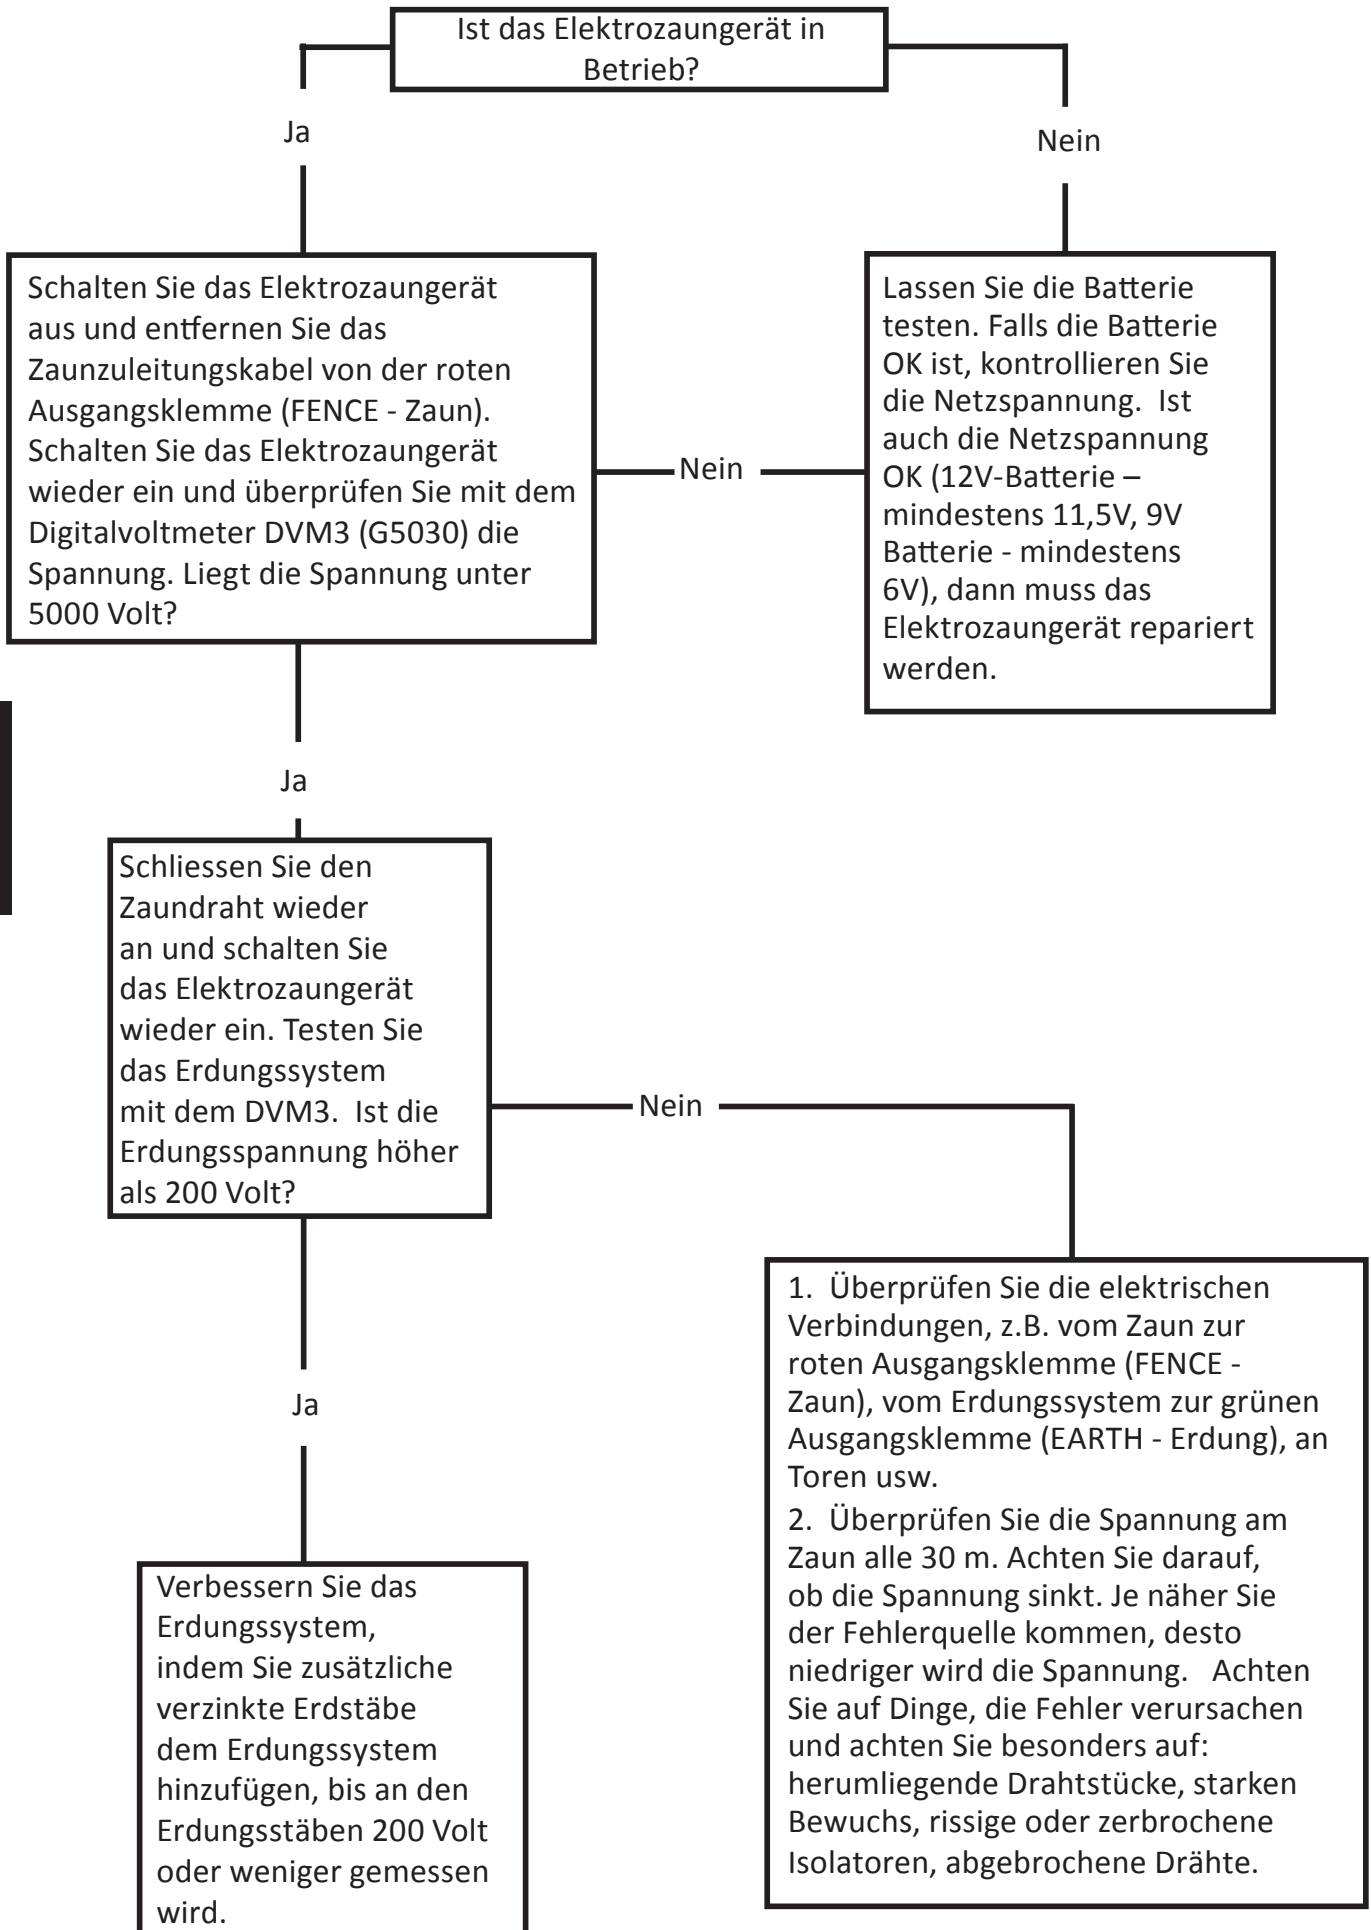 Ist das Elektrozaungerät in
Betrieb?
Ja
Nein
Schalten Sie das Elektrozaungerät
aus und entfernen Sie das
Zaunzuleitungskabel von der roten
Ausgangsklemme (FENCE - Zaun).
Schalten Sie das Elektrozaungerät
wieder ein und überprüfen Sie mit dem
Digitalvoltmeter DVM3 (G5030) die
Spannung. Liegt die Spannung unter
5000 Volt?
Nein
Lassen Sie die Batterie
testen. Falls die Batterie
OK ist, kontrollieren Sie
die Netzspannung. Ist
auch die Netzspannung
OK (12V-Batterie –
mindestens 11,5V, 9V
Batterie - mindestens
6V), dann muss das
Elektrozaungerät repariert
werden.
Ja
Schliessen Sie den
Zaundraht wieder
an und schalten Sie
das Elektrozaungerät
wieder ein. Testen Sie
das Erdungssystem
mit dem DVM3. Ist die
Erdungsspannung höher
als 200 Volt?
Nein
Ja
1. Überprüfen Sie die elektrischen
Verbindungen, z.B. vom Zaun zur
roten Ausgangsklemme (FENCE -
Zaun), vom Erdungssystem zur grünen
Ausgangsklemme (EARTH - Erdung), an
Toren usw.
2. Überprüfen Sie die Spannung am
Zaun alle 30 m. Achten Sie darauf,
ob die Spannung sinkt. Je näher Sie
der Fehlerquelle kommen, desto
niedriger wird die Spannung. Achten
Sie auf Dinge, die Fehler verursachen
und achten Sie besonders auf:
herumliegende Drahtstücke, starken
Bewuchs, rissige oder zerbrochene
Isolatoren, abgebrochene Drähte.
Verbessern Sie das
Erdungssystem,
indem Sie zusätzliche
verzinkte Erdstäbe
dem Erdungssystem
hinzufügen, bis an den
Erdungsstäben 200 Volt
oder weniger gemessen
wird.